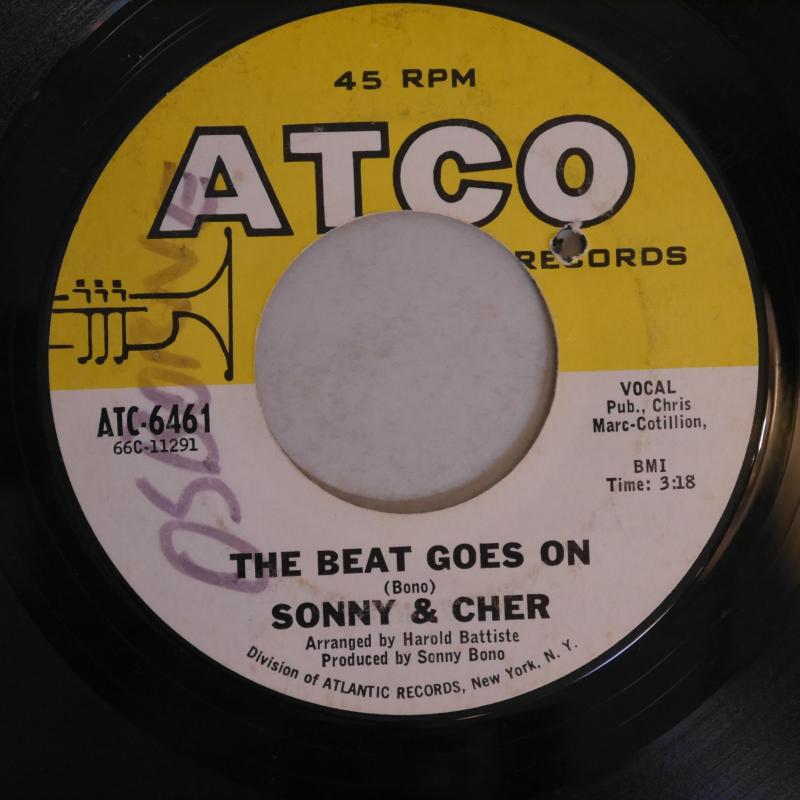 45 RPM
ATCO
RECORDS
ATC-6461
66C-11291
VOCAL
Pub., Chris
Marc-Cotillion,
BMI
Time: 3:18
THE BEAT GOES ON
(Bono)
SONNY & CHER
Arranged by Harold Battiste
Produced by Sonny Bono
Division of ATLANTIC RECORDS, New York, N. Y.